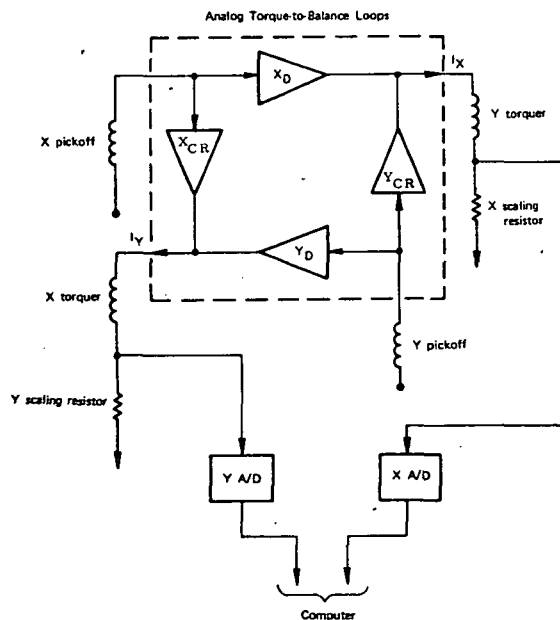 Analog Torque-to-Balance Loops
X pickoff
X_D
I_X
Y torquer
X_CR
Y_CR
X scaling
resistor
I_Y
Y_D
X torquer
Y pickoff
Y scaling resistor
Y A/D
X A/D
Computer